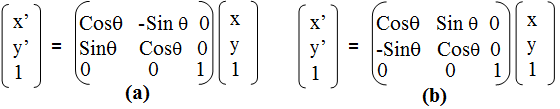 x' Cosθ -Sin θ 0 x x' Cosθ Sin θ 0 x
y' = Sinθ Cosθ 0 y y' = -Sinθ Cosθ 0 y
1 0 0 1 1 1 0 0 1 1
(a) (b)